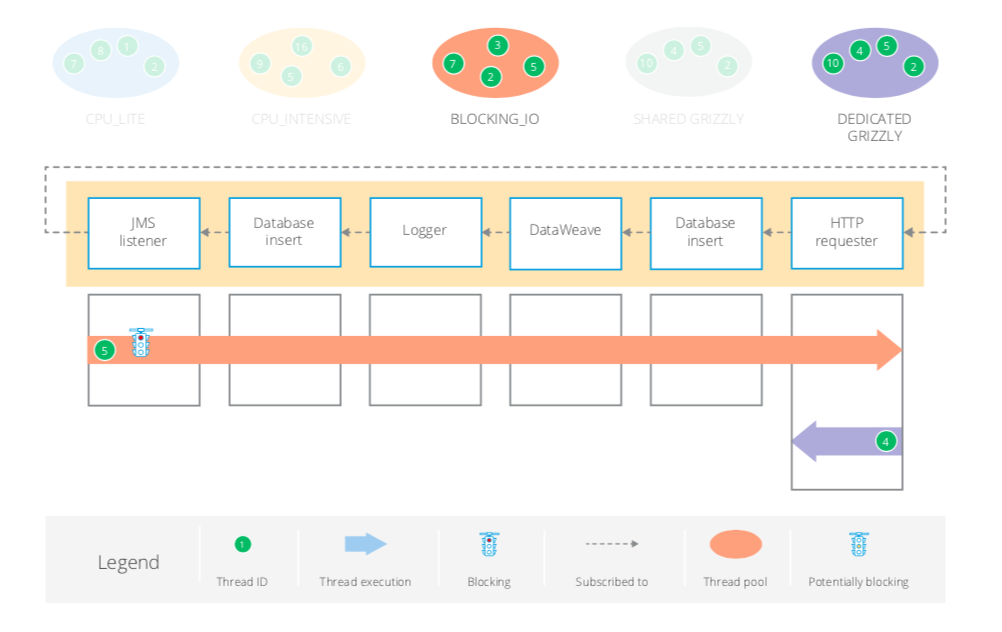 7
8
1
2
9
16
5
6
7
3
2
5
10
4
5
2
10
4
5
2
CPU_LITE
CPU_INTENSIVE
BLOCKING_IO
SHARED GRIZZLY
DEDICATED
GRIZZLY
JMS
listener
Database
insert
Logger
DataWeave
Database
insert
HTTP
requester
5
4
Legend
1
Thread ID
Thread execution
Blocking
Subscribed to
Thread pool
Potentially blocking